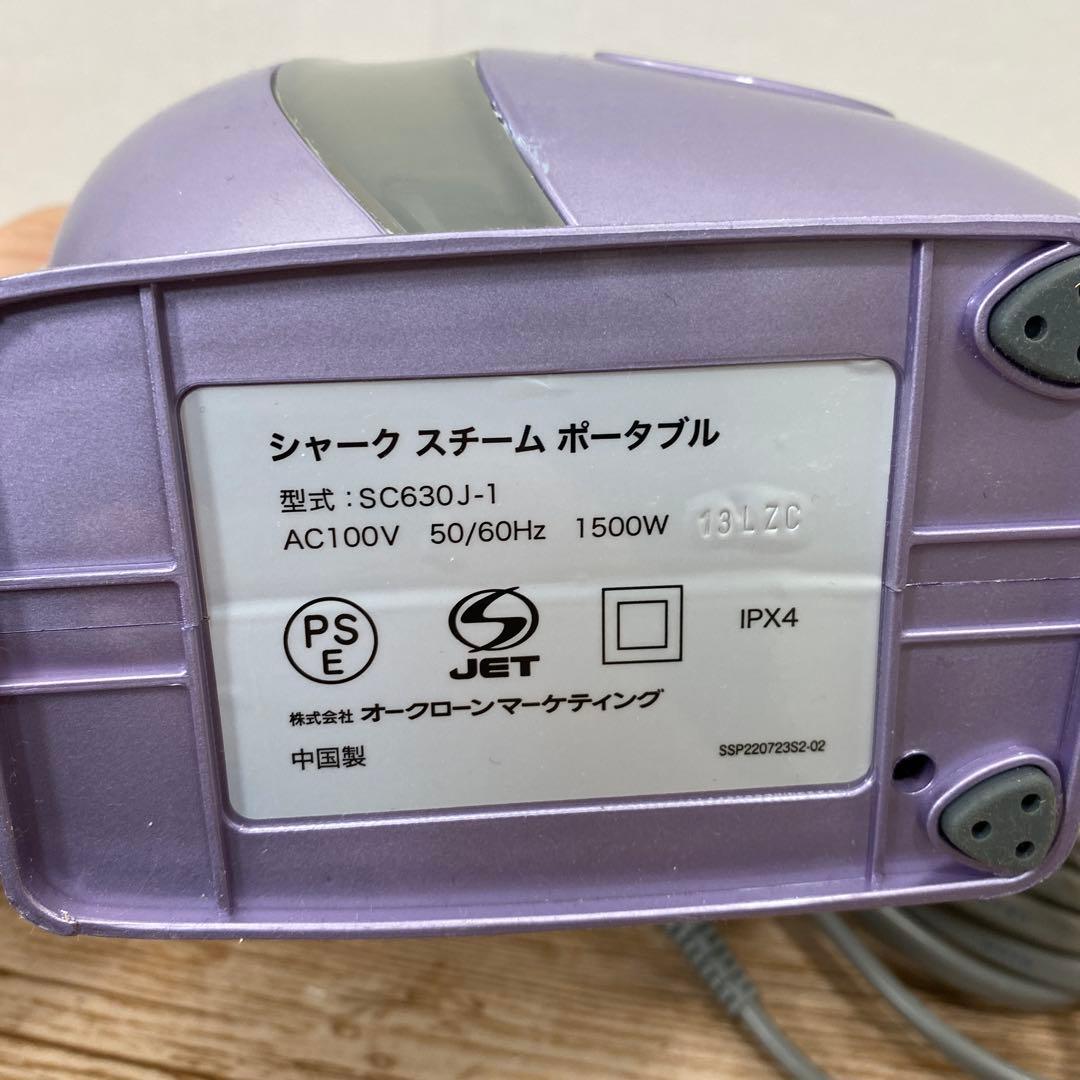 シャーク スチーム ポータブル
型式：SC630J-1
AC100V 50/60Hz 1500W 13LZC
PS
E
JET
IPX4
株式会社 オークローンマーケティング
中国製
SSP220723S2-02